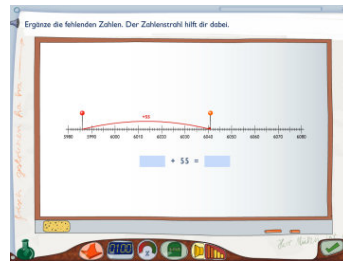 Ergänze die fehlenden Zahlen. Der Zahlenstrahl hilft dir dabei.
+55
5980 5990 6000 6010 6020 6030 6040 6050 6060 6070 6080
+ 55 =
0100